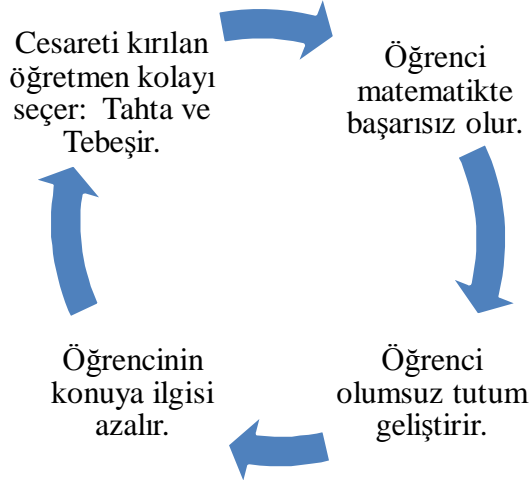 Cesareti kırılan
öğretmen kolayı
seçer:  Tahta ve
Tebeşir.
Öğrenci
matematikte
başarısız olur.
Öğrenci
olumsuz tutum
geliştirir.
Öğrencinin
konuya ilgisi
azalır.